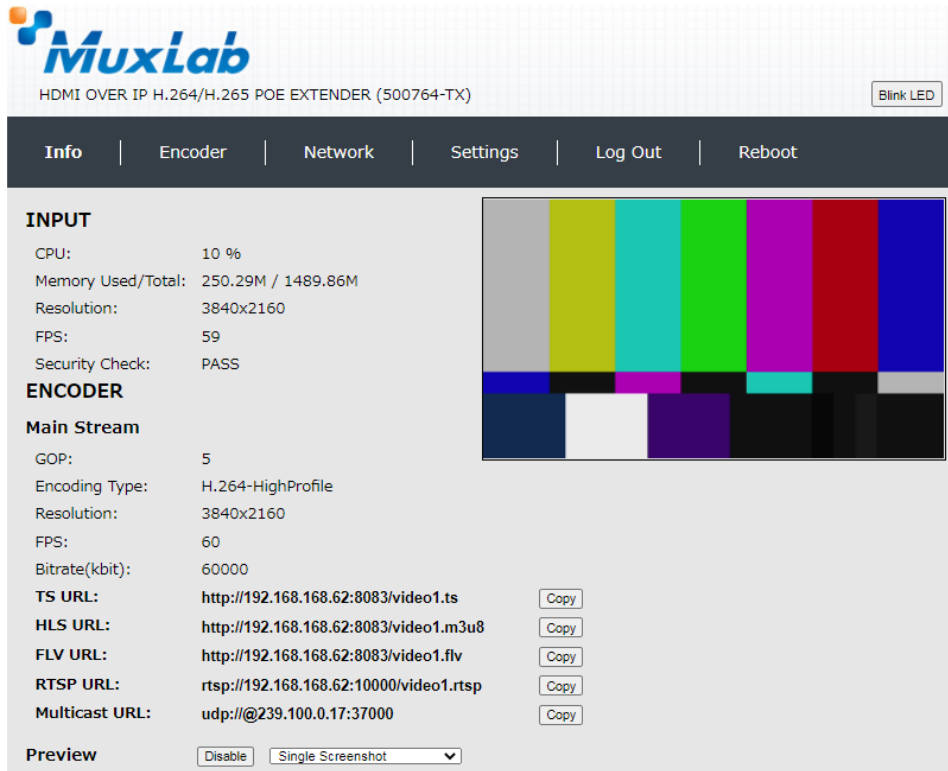 MuxLab
HDMI OVER IP H.264/H.265 POE EXTENDER (500764-TX)
Blink LED
Info Encoder Network Settings Log Out Reboot
INPUT
CPU: 10 %
Memory Used/Total: 250.29M / 1489.86M
Resolution: 3840x2160
FPS: 59
Security Check: PASS
ENCODER
Main Stream
GOP: 5
Encoding Type: H.264-HighProfile
Resolution: 3840x2160
FPS: 60
Bitrate(kbit): 60000
TS URL: http://192.168.168.62:8083/video1.ts Copy
HLS URL: http://192.168.168.62:8083/video1.m3u8 Copy
FLV URL: http://192.168.168.62:8083/video1.flv Copy
RTSP URL: rtsp://192.168.168.62:10000/video1.rtsp Copy
Multicast URL: udp://@239.100.0.17:37000 Copy
Preview Disable Single Screenshot